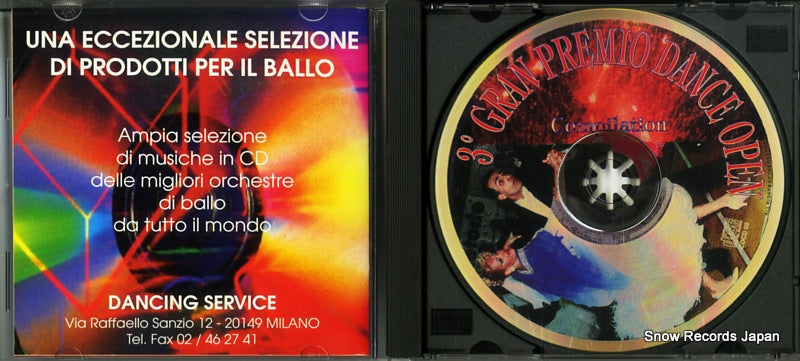 UNA ECCEZIONALE SELEZIONE
DI PRODOTTI PER IL BALLO
Ampia selezione
di musiche in CD
delle migliori orchestre
di ballo
da tutto il mondo
DANCING SERVICE
Via Raffaello Sanzio 12 - 20149 MILANO
Tel. Fax 02 / 46 27 41
3° GRAN PREMIO DANCE OPEN
Compilation
Snow Records Japan